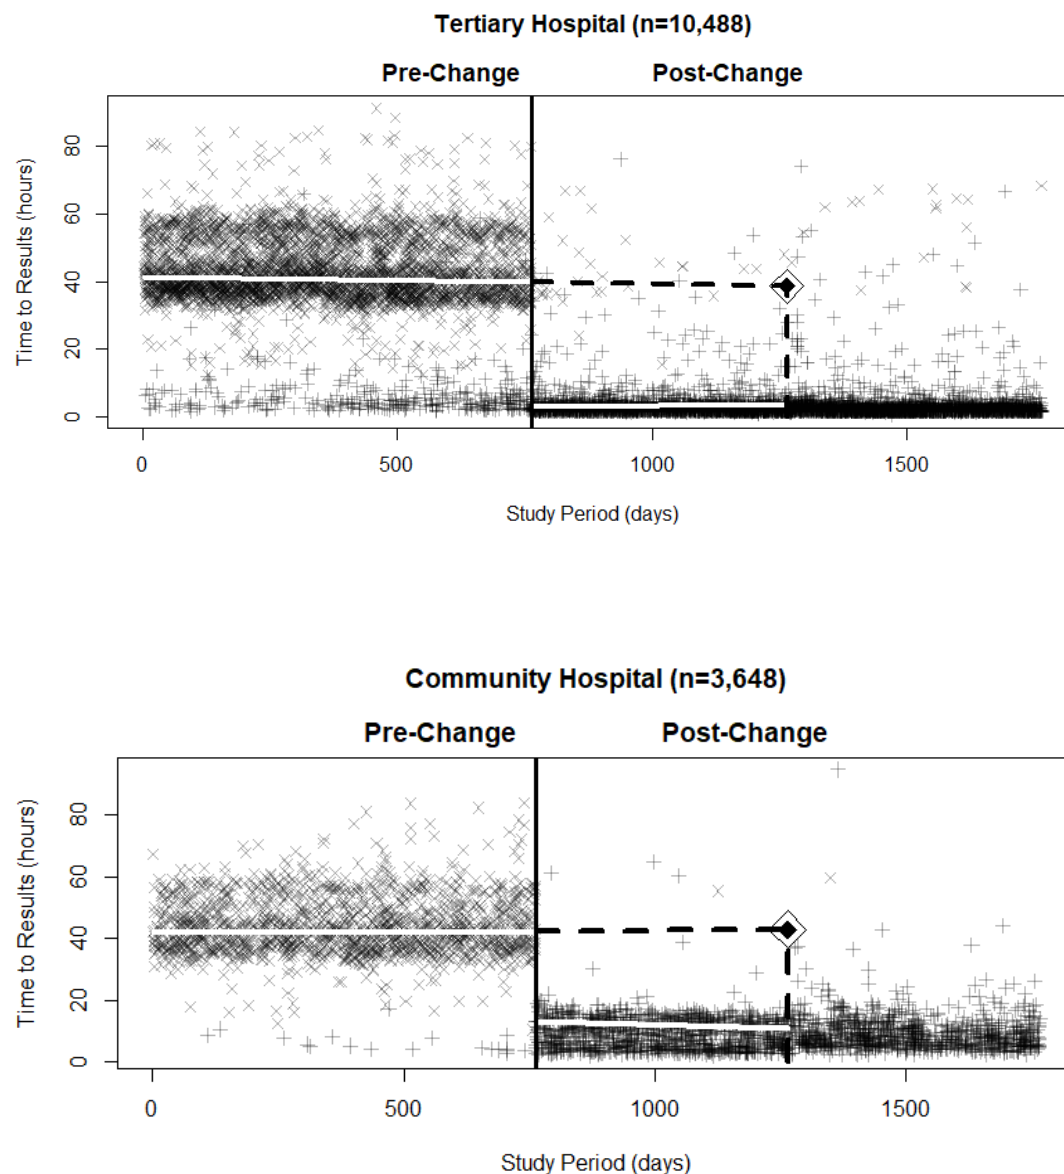 Tertiary Hospital (n=10,488)
Pre-Change Post-Change
Time to Results (hours)
80
60
40
20
0
0 500 1000 1500
Study Period (days)
Community Hospital (n=3,648)
Pre-Change Post-Change
Time to Results (hours)
80
60
40
20
0
0 500 1000 1500
Study Period (days)